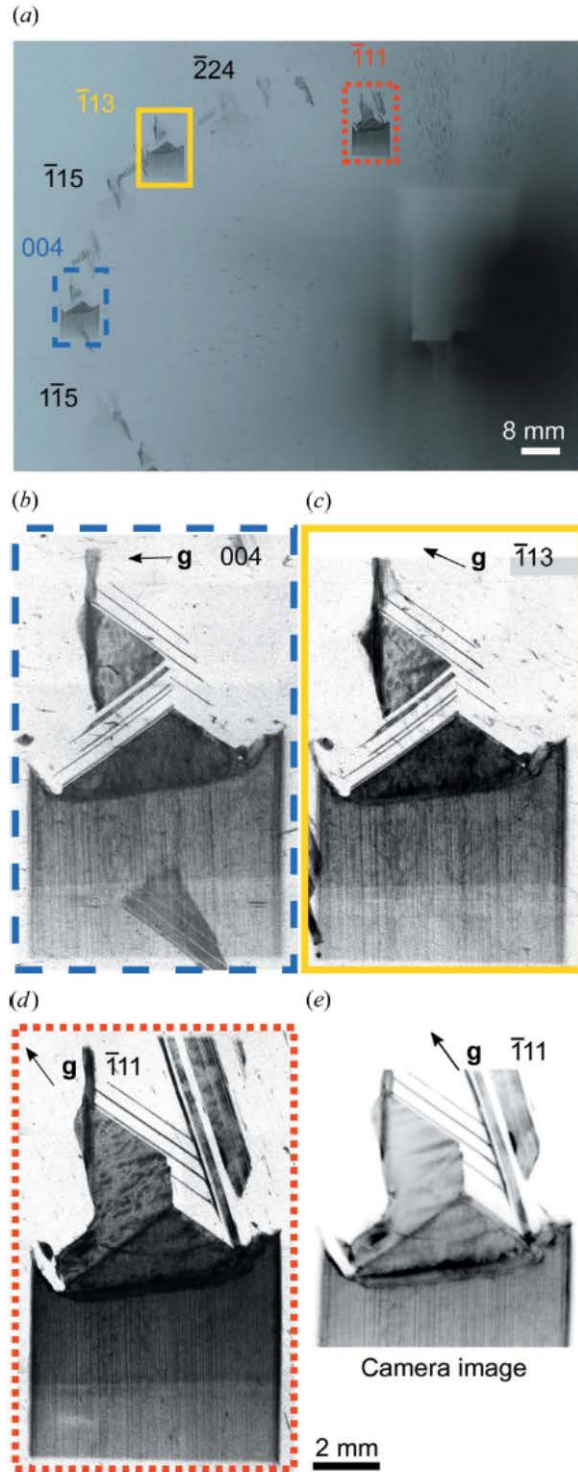 (a)
2̅24
1̅11
1̅13
1̅15
004
11̅5
8 mm
(b)
(c)
g 004
g 1̅13
(d)
(e)
g 1̅11
g 1̅11
Camera image
2 mm